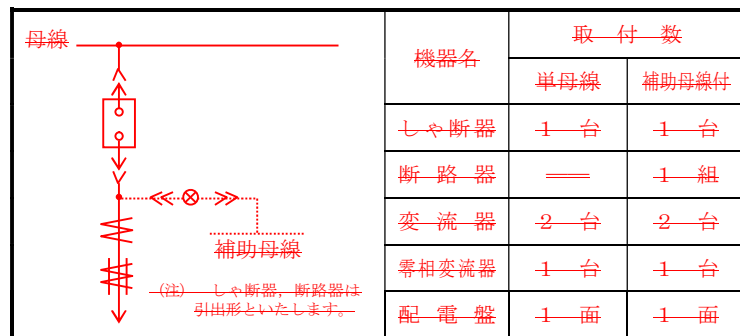 母線
補助母線
(注) しゃ断器,断路器は
引出形といたします。
機器名 取付数
単母線 補助母線付
しゃ断器 1台 1台
断路器 ―― 1組
変流器 2台 2台
零相変流器 1台 1台
配電盤 1面 1面